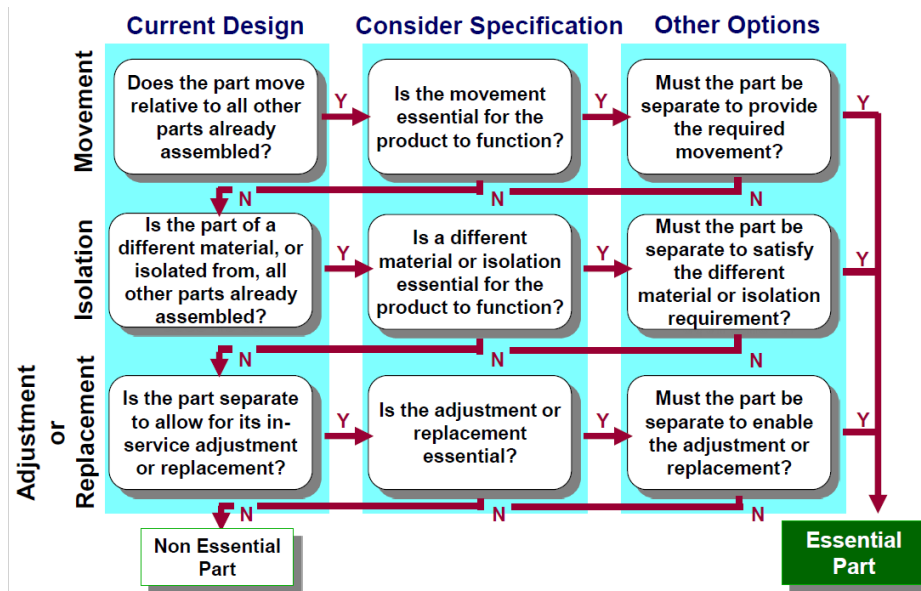 Current Design
Consider Specification
Other Options
Movement
Does the part move
relative to all other
parts already
assembled?
Y
Is the movement
essential for the
product to function?
Y
Must the part be
separate to provide
the required
movement?
Y
N
N
Isolation
Is the part of a
different material, or
isolated from, all
other parts already
assembled?
Y
Is a different
material or isolation
essential for the
product to function?
Y
Must the part be
separate to satisfy
the different
material or isolation
requirement?
Y
N
N
Adjustment
or
Replacement
Is the part separate
to allow for its in-
service adjustment
or replacement?
Y
Is the adjustment or
replacement
essential?
Y
Must the part be
separate to enable
the adjustment or
replacement?
Y
N
N
N
Non Essential
Part
Essential
Part